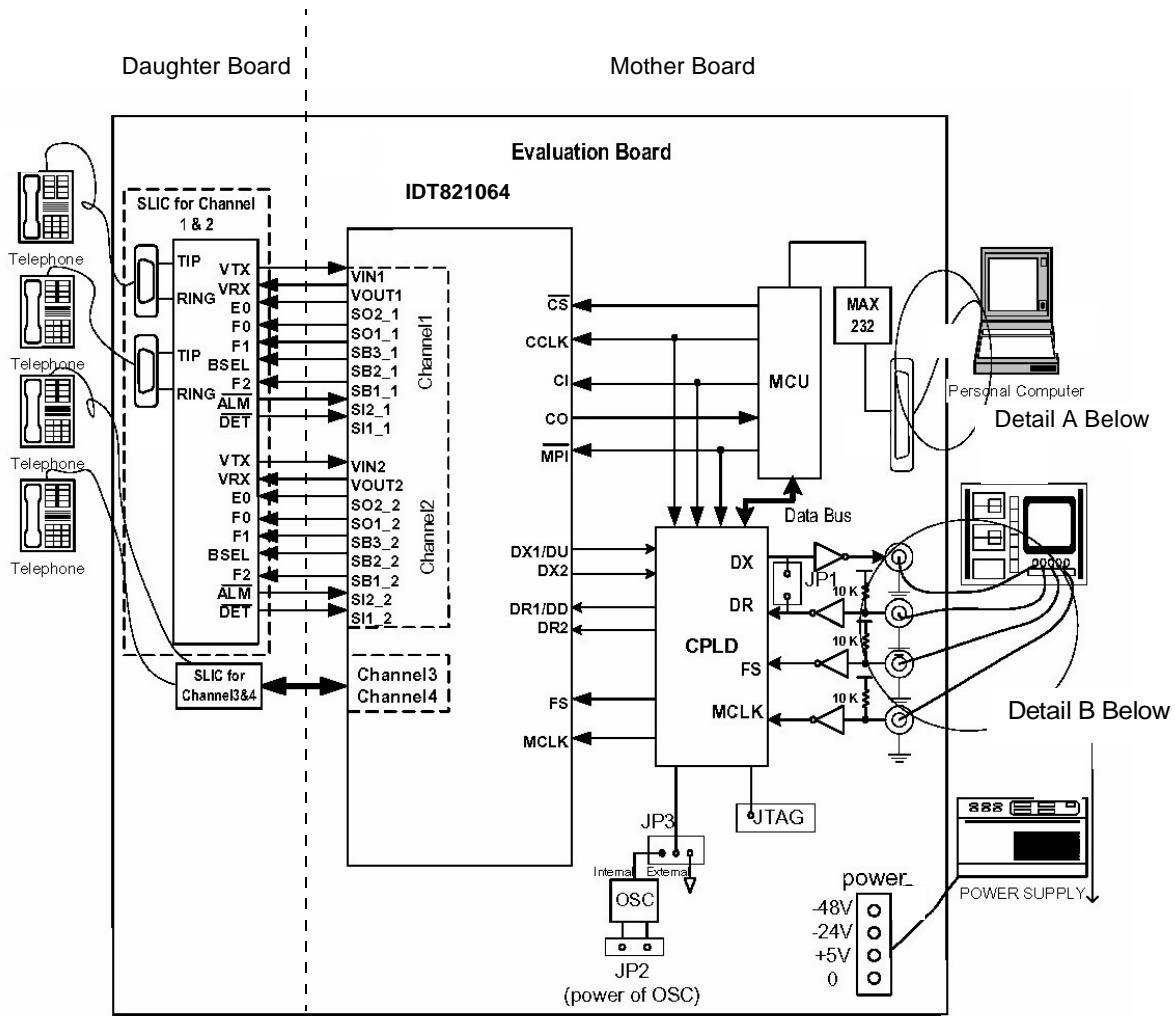 Daughter Board
Mother Board
Evaluation Board
IDT821064
SLIC for Channel
1 & 2
Telephone
Telephone
Telephone
Telephone
TIP
RING
TIP
RING
VTX
VRX
E0
F0
F1
BSEL
F2
ALM
DET
VTX
VRX
E0
F0
F1
BSEL
F2
ALM
DET
VIN1
VOUT1
SO2_1
SO1_1
SB3_1
SB2_1
SB1_1
SI2_1
SI1_1
Channel1
VIN2
VOUT2
SO2_2
SO1_2
SB3_2
SB2_2
SB1_2
SI2_2
SI1_2
Channel2
SLIC for
Channel3&4
Channel3
Channel4
CS
CCLK
CI
CO
MPI
DX1/DU
DX2
DR1/DD
DR2
FS
MCLK
MCU
MAX
232
Personal Computer
Detail A Below
Data Bus
DX
DR
CPLD
FS
MCLK
JP1
10 K
10 K
10 K
Detail B Below
JTAG
JP3
Internal
External
OSC
JP2
(power of OSC)
power_
-48V
-24V
+5V
0
POWER SUPPLY